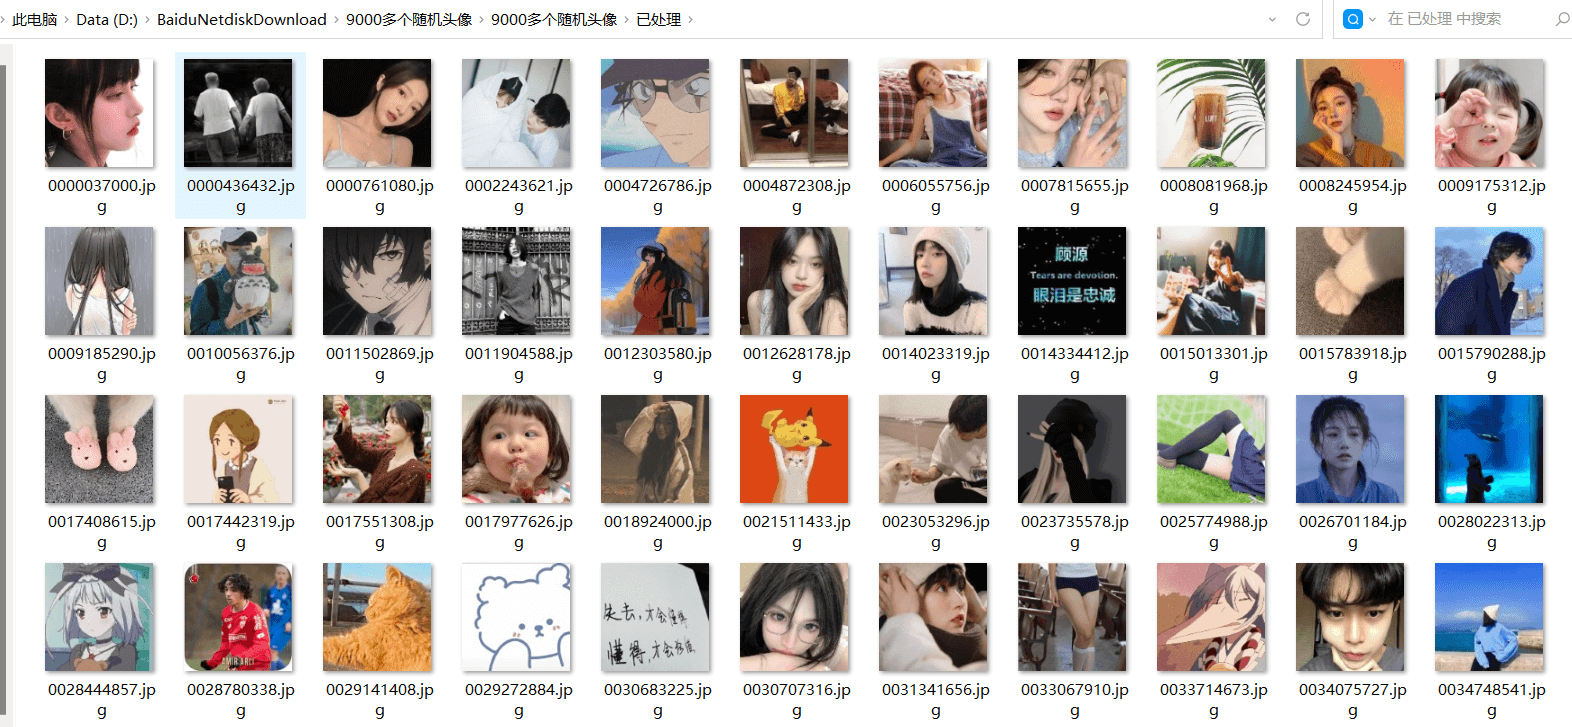 此电脑 › Data (D:) › BaiduNetdiskDownload › 9000多个随机头像 › 9000多个随机头像 › 已处理 ›
在 已处理 中搜索
0000037000.jpg
0000436432.jpg
0000761080.jpg
0002243621.jpg
0004726786.jpg
0004872308.jpg
0006055756.jpg
0007815655.jpg
0008081968.jpg
0008245954.jpg
0009175312.jpg
顾源
Tears are devotion.
眼泪是忠诚
0009185290.jpg
0010056376.jpg
0011502869.jpg
0011904588.jpg
0012303580.jpg
0012628178.jpg
0014023319.jpg
0014334412.jpg
0015013301.jpg
0015783918.jpg
0015790288.jpg
0017408615.jpg
0017442319.jpg
0017551308.jpg
0017977626.jpg
0018924000.jpg
0021511433.jpg
0023053296.jpg
0023735578.jpg
0025774988.jpg
0026701184.jpg
0028022313.jpg
AMIR ARLI
失去,才会懂得
懂得,才会珍惜
0028444857.jpg
0028780338.jpg
0029141408.jpg
0029272884.jpg
0030683225.jpg
0030707316.jpg
0031341656.jpg
0033067910.jpg
0033714673.jpg
0034075727.jpg
0034748541.jpg